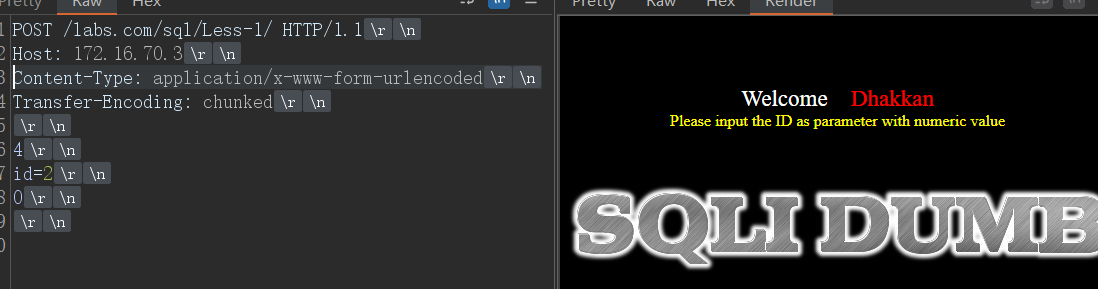 Pretty Raw Hex \n
Pretty Raw Hex Render \n
1 POST /labs.com/sql/Less-1/ HTTP/1.1 \r \n
2 Host: 172.16.70.3 \r \n
3 Content-Type: application/x-www-form-urlencoded \r \n
4 Transfer-Encoding: chunked \r \n
5 \r \n
6 4 \r \n
7 id=2 \r \n
8 0 \r \n
9 \r \n
0
Welcome Dhakkan
Please input the ID as parameter with numeric value
SQLI DUMB